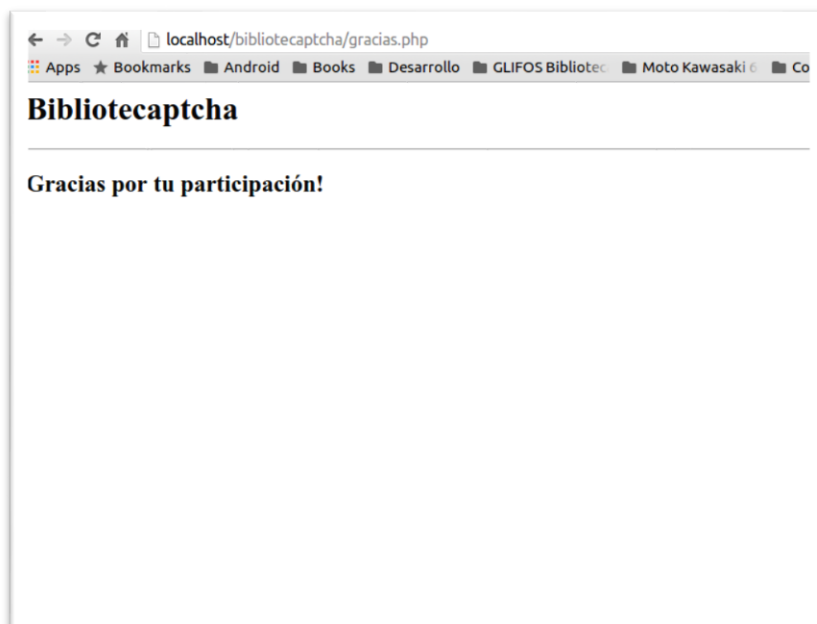 localhost/bibliotecaptcha/gracias.php
Apps Bookmarks Android Books Desarrollo GLIFOS Bibliotec Moto Kawasaki 6 Co
Bibliotecaptcha
Gracias por tu participación!